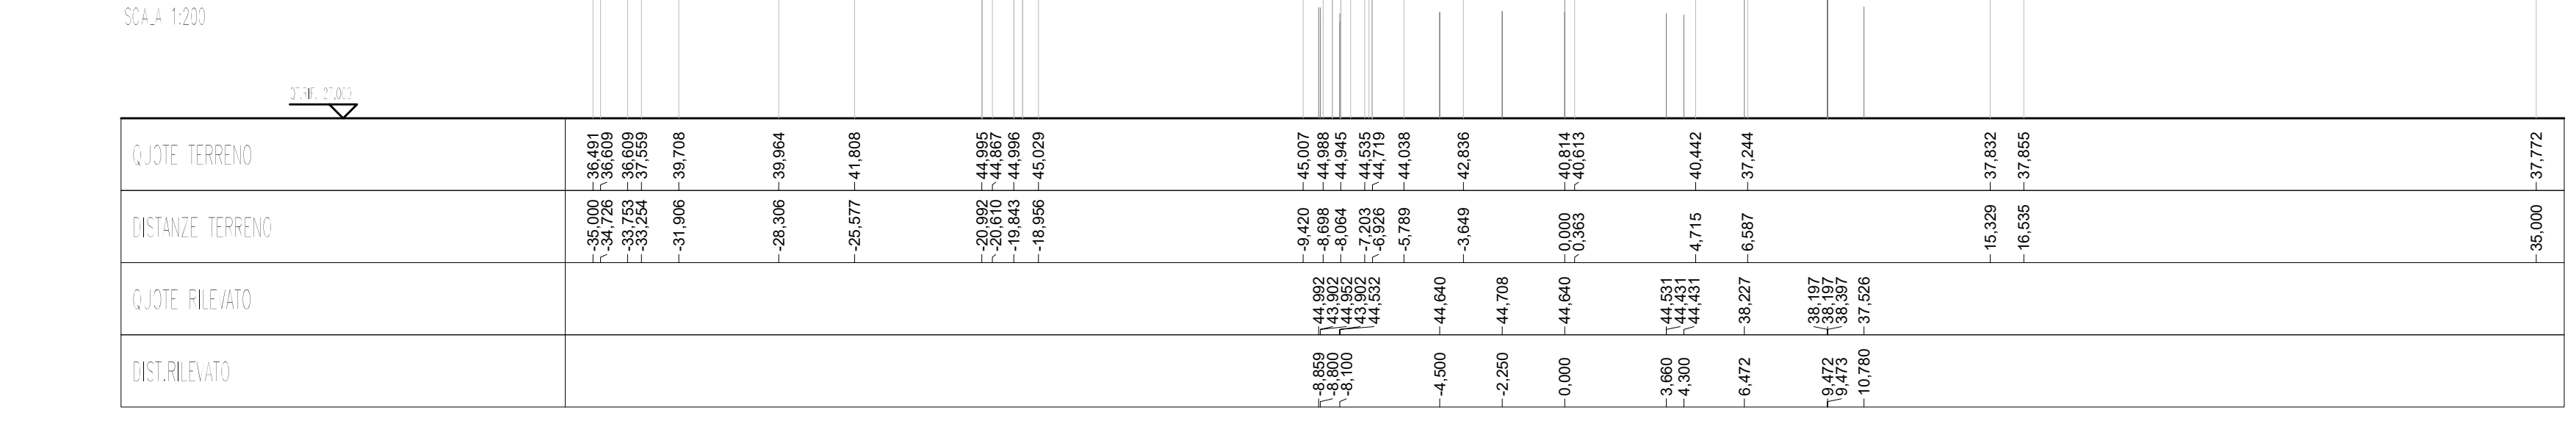 SCALA 1:200
QT.RIF. 27,000
QUOTE TERRENO 36,491 36,609 36,609 37,559 39,708 39,964 41,808 44,995 44,867 44,996 45,029 45,007 44,988 44,945 44,535 44,719 44,038 42,836 40,814 40,613 40,442 37,244 37,832 37,855 37,772
DISTANZE TERRENO -35,000 -34,726 -33,753 -33,254 -31,906 -28,306 -25,577 -20,992 -20,610 -19,843 -18,956 -9,420 -8,698 -8,064 -7,203 -6,926 -5,789 -3,649 0,000 0,363 4,715 6,587 15,329 16,535 35,000
QUOTE RILEVATO 44,992 43,902 44,952 43,902 44,532 44,640 44,708 44,640 44,531 44,431 44,431 38,227 38,197 38,197 38,397 37,526
DIST.RILEVATO -8,859 -8,800 -8,100 -4,500 -2,250 0,000 3,660 4,300 6,472 9,472 9,473 10,780